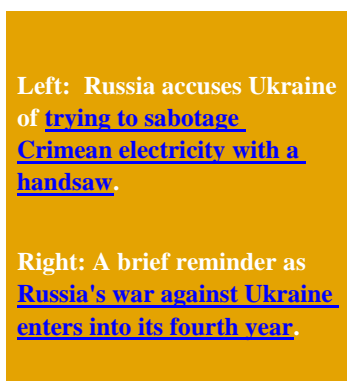 Left:  Russia accuses Ukraine
of trying to sabotage
Crimean electricity with a
handsaw.
Right: A brief reminder as
Russia's war against Ukraine
enters into its fourth year.